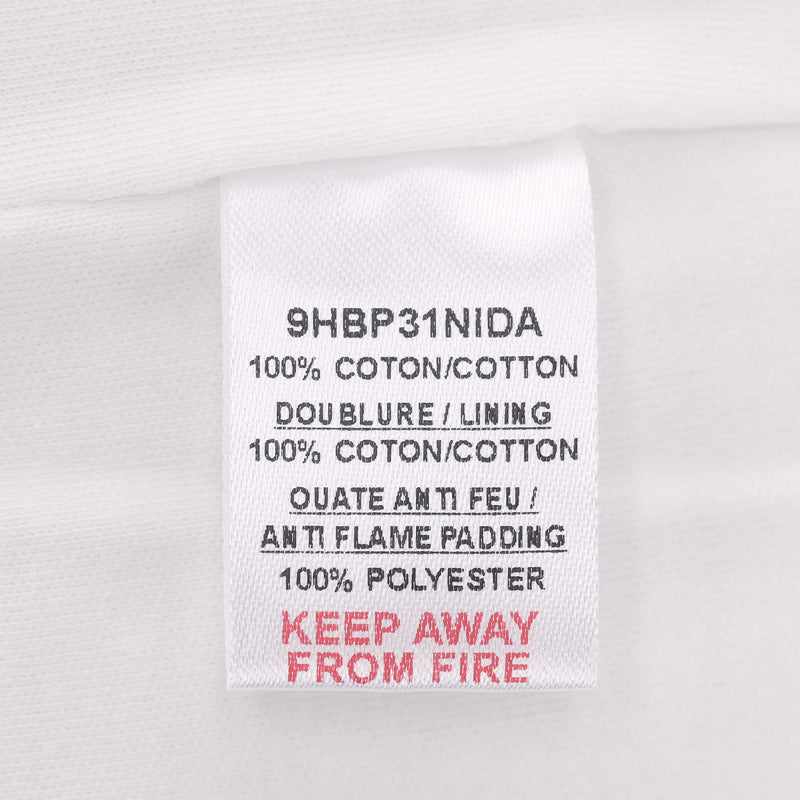 9HBP31NIDA
100% COTON/COTTON
DOUBLURE / LINING
100% COTON/COTTON
OUATE ANTI FEU /
ANTI FLAME PADDING
100% POLYESTER
KEEP AWAY
FROM FIRE